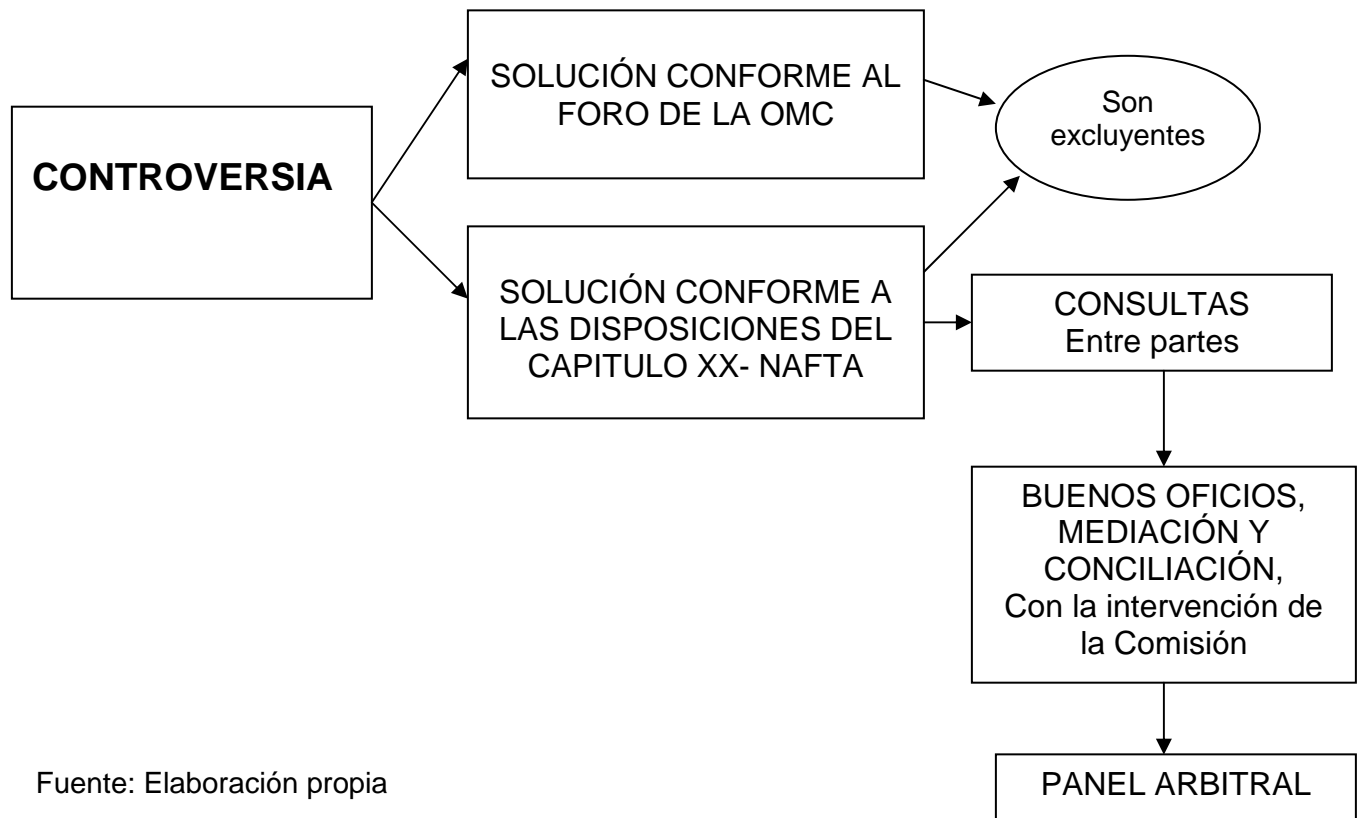 CONTROVERSIA
SOLUCIÓN CONFORME AL
FORO DE LA OMC
Son
excluyentes
SOLUCIÓN CONFORME A
LAS DISPOSICIONES DEL
CAPITULO XX- NAFTA
CONSULTAS
Entre partes
BUENOS OFICIOS,
MEDIACIÓN Y
CONCILIACIÓN,
Con la intervención de
la Comisión
PANEL ARBITRAL
Fuente: Elaboración propia